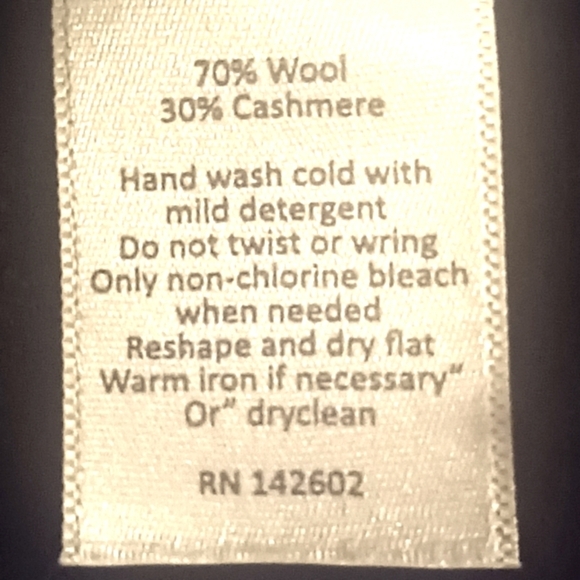 70% Wool
30% Cashmere
Hand wash cold with
mild detergent
Do not twist or wring
Only non-chlorine bleach
when needed
Reshape and dry flat
Warm iron if necessary"
Or" dryclean
RN 142602